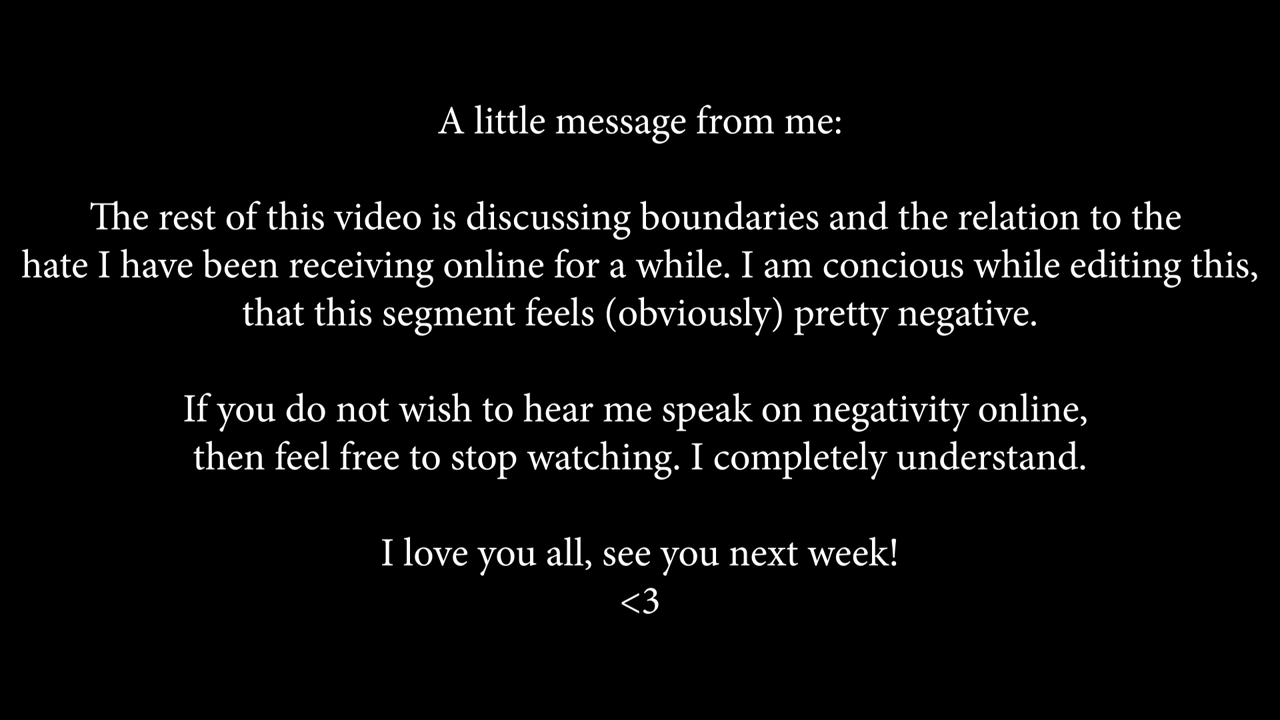 A little message from me:
The rest of this video is discussing boundaries and the relation to the
hate I have been receiving online for a while. I am concious while editing this,
that this segment feels (obviously) pretty negative.
If you do not wish to hear me speak on negativity online,
then feel free to stop watching. I completely understand.
I love you all, see you next week!
<3